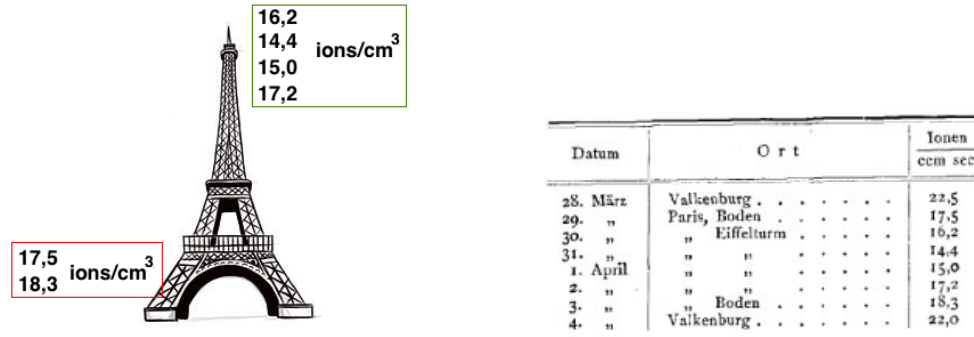 16,2
14,4
15,0
17,2
ions/cm³
17,5
18,3
ions/cm³
Datum Ort Ionen
ccm sec
28. März Valkenburg . . . . . . . 22,5
29. „ Paris, Boden . . . . . . 17,5
30. „ „ Eiffelturm . . . . . 16,2
31. „ „ „ . . . . . 14,4
1. April „ „ . . . . . 15,0
2. „ „ „ . . . . . 17,2
3. „ „ Boden . . . . . . 18,3
4. „ Valkenburg . . . . . . . 22,0